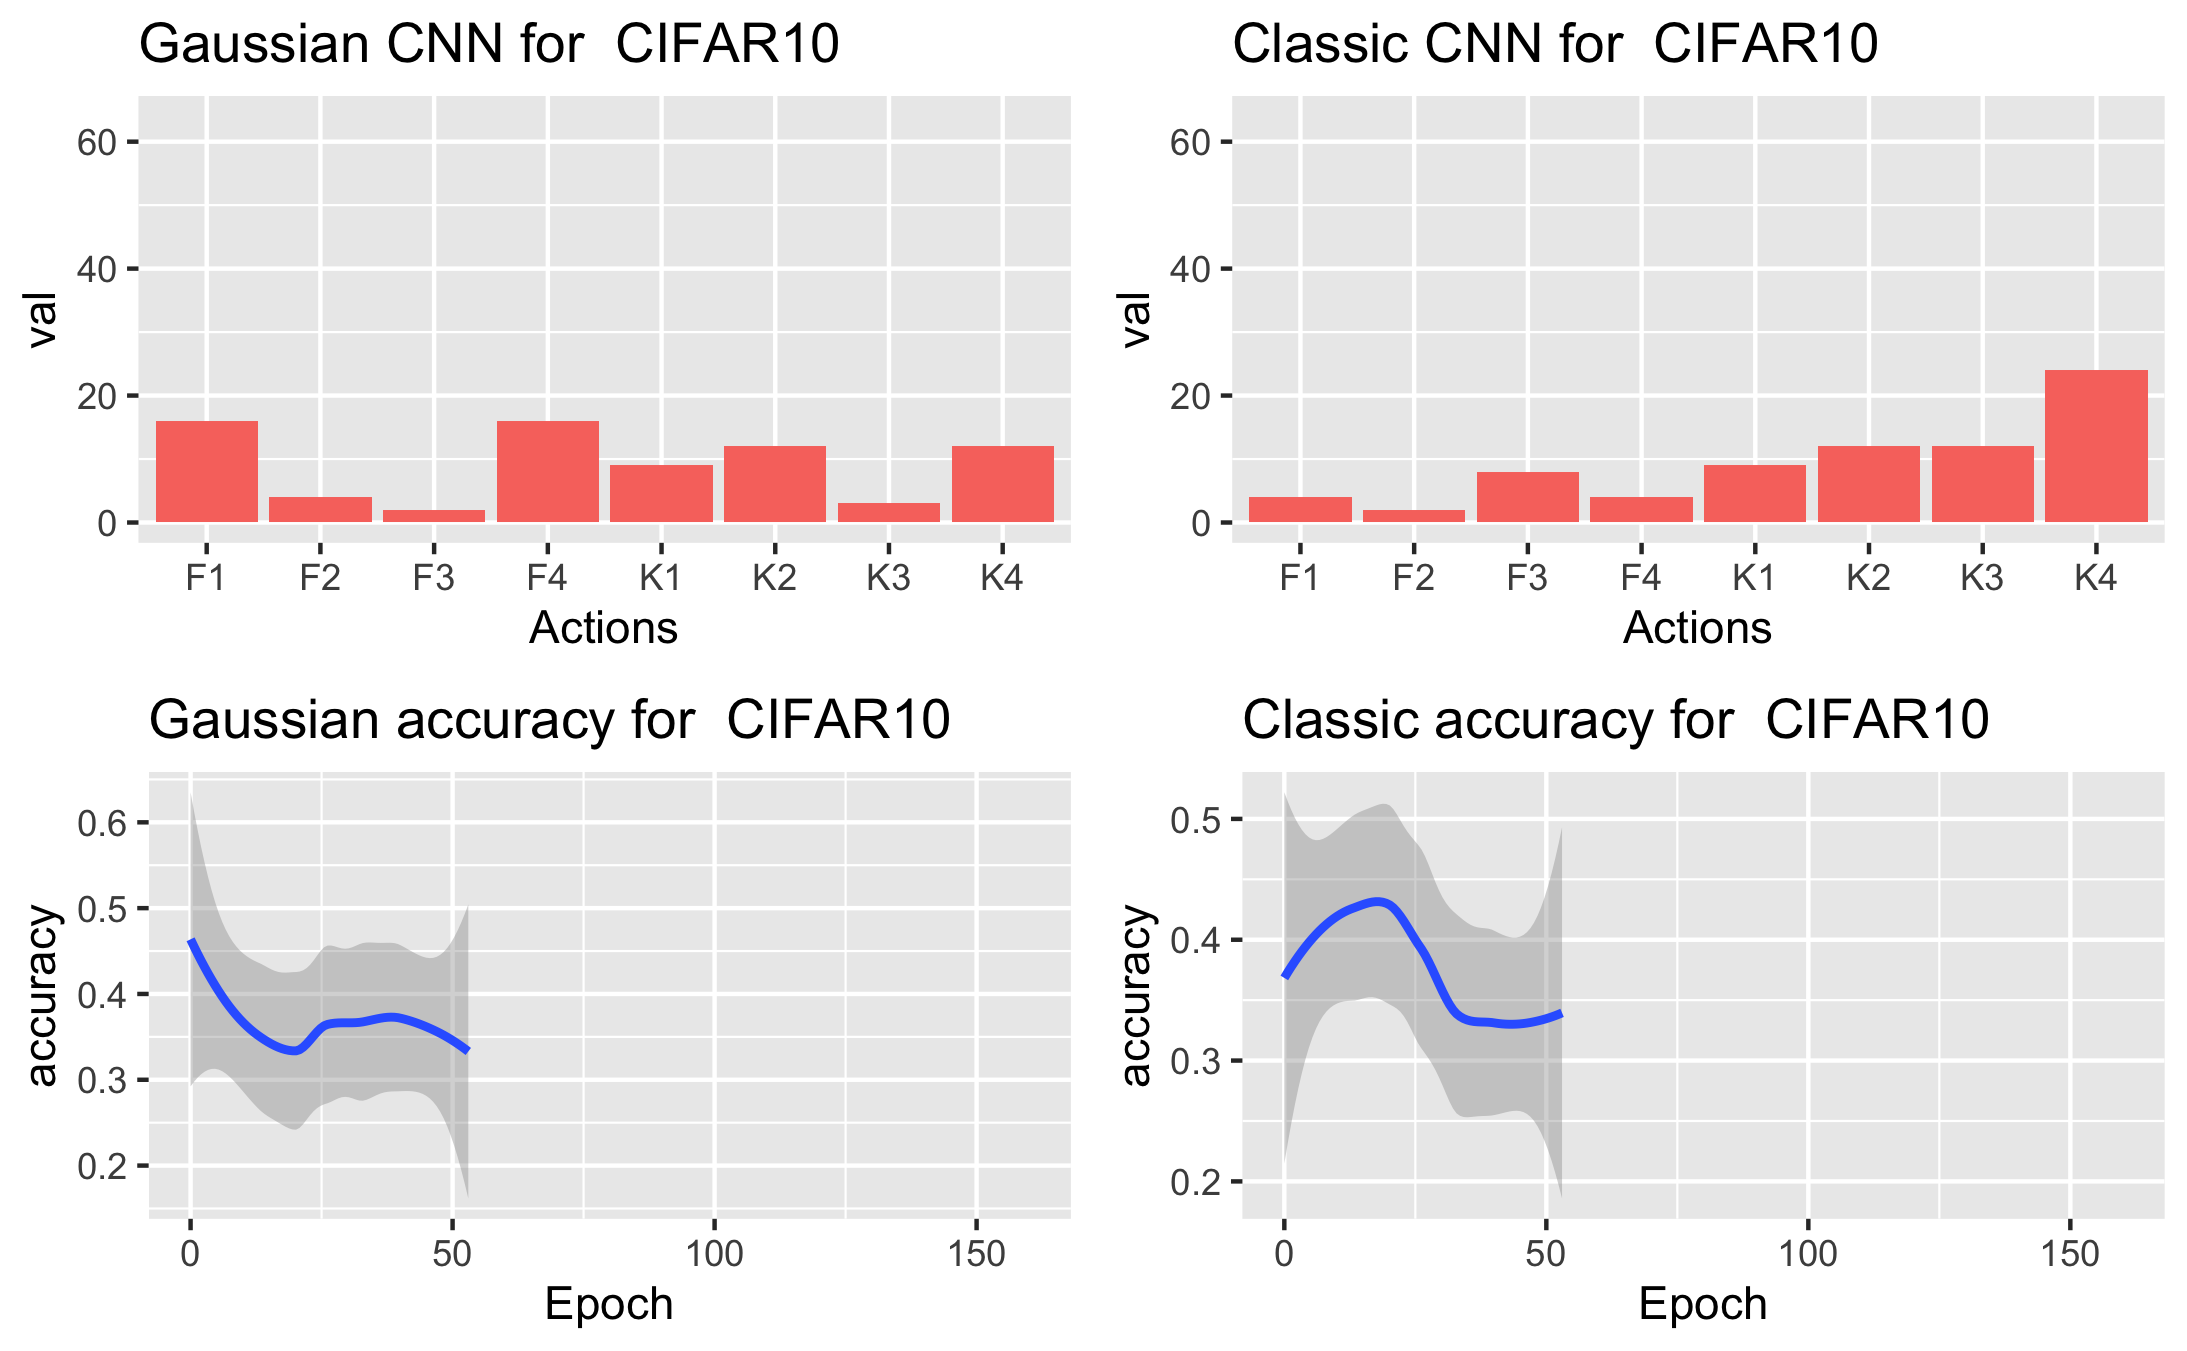 Gaussian CNN for  CIFAR10
60
40
20
0
val
F1 F2 F3 F4 K1 K2 K3 K4
Actions
Classic CNN for  CIFAR10
60
40
20
0
val
F1 F2 F3 F4 K1 K2 K3 K4
Actions
Gaussian accuracy for  CIFAR10
0.6
0.5
0.4
0.3
0.2
accuracy
0 50 100 150
Epoch
Classic accuracy for  CIFAR10
0.5
0.4
0.3
0.2
accuracy
0 50 100 150
Epoch